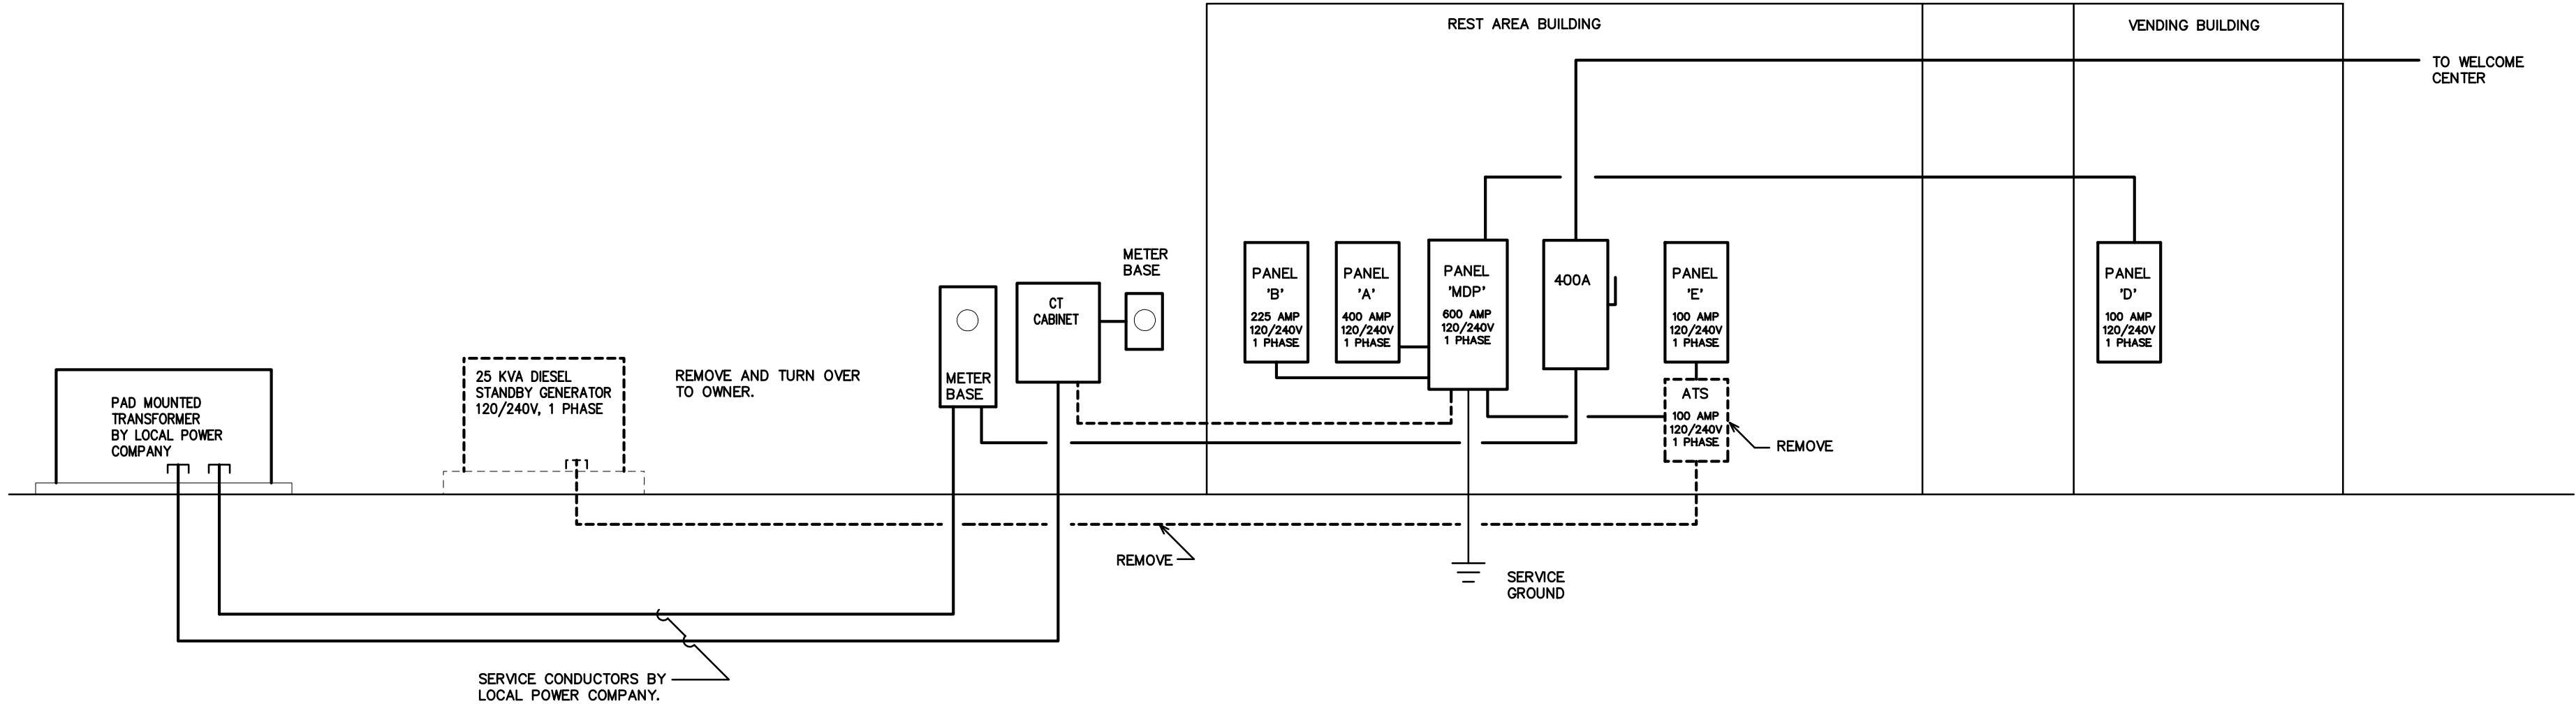 REST AREA BUILDING
VENDING BUILDING
TO WELCOME
CENTER
METER
BASE
PANEL
'B'
225 AMP
120/240V
1 PHASE
PANEL
'A'
400 AMP
120/240V
1 PHASE
PANEL
'MDP'
600 AMP
120/240V
1 PHASE
400A
PANEL
'E'
100 AMP
120/240V
1 PHASE
PANEL
'D'
100 AMP
120/240V
1 PHASE
CT
CABINET
METER
BASE
25 KVA DIESEL
STANDBY GENERATOR
120/240V, 1 PHASE
REMOVE AND TURN OVER
TO OWNER.
PAD MOUNTED
TRANSFORMER
BY LOCAL POWER
COMPANY
ATS
100 AMP
120/240V
1 PHASE
REMOVE
REMOVE
SERVICE
GROUND
SERVICE CONDUCTORS BY
LOCAL POWER COMPANY.